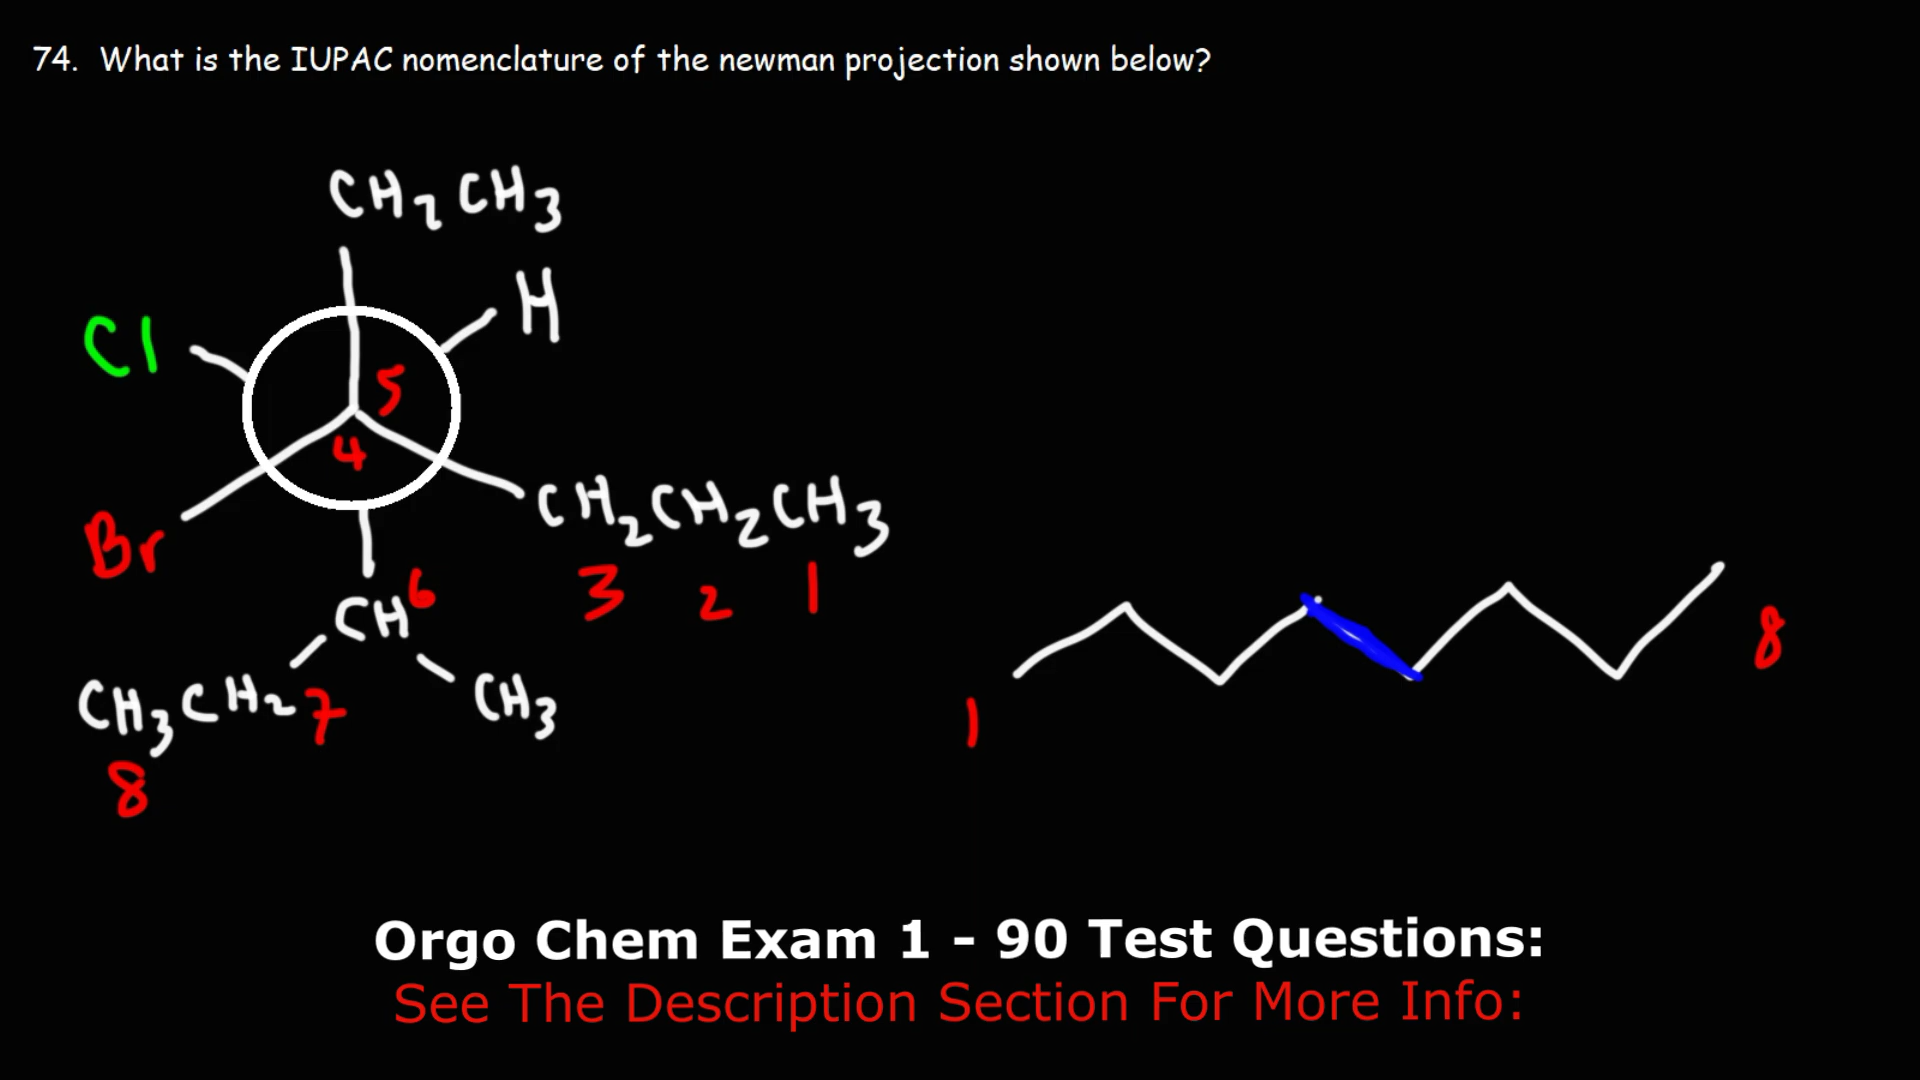 74. What is the IUPAC nomenclature of the newman projection shown below?
CH2CH3
H
Cl
5
4
CH2CH2CH3
Br
3 2 1
CH 6
CH3CH2 7
CH3
8
1
8
Orgo Chem Exam 1 - 90 Test Questions:
See The Description Section For More Info: